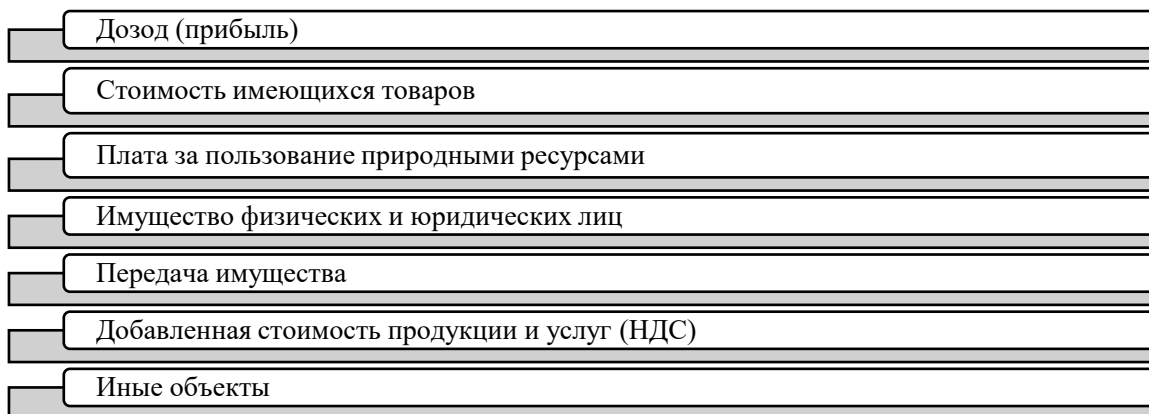 Дозод (прибыль)
Стоимость имеющихся товаров
Плата за пользование природными ресурсами
Имущество физических и юридических лиц
Передача имущества
Добавленная стоимость продукции и услуг (НДС)
Иные объекты